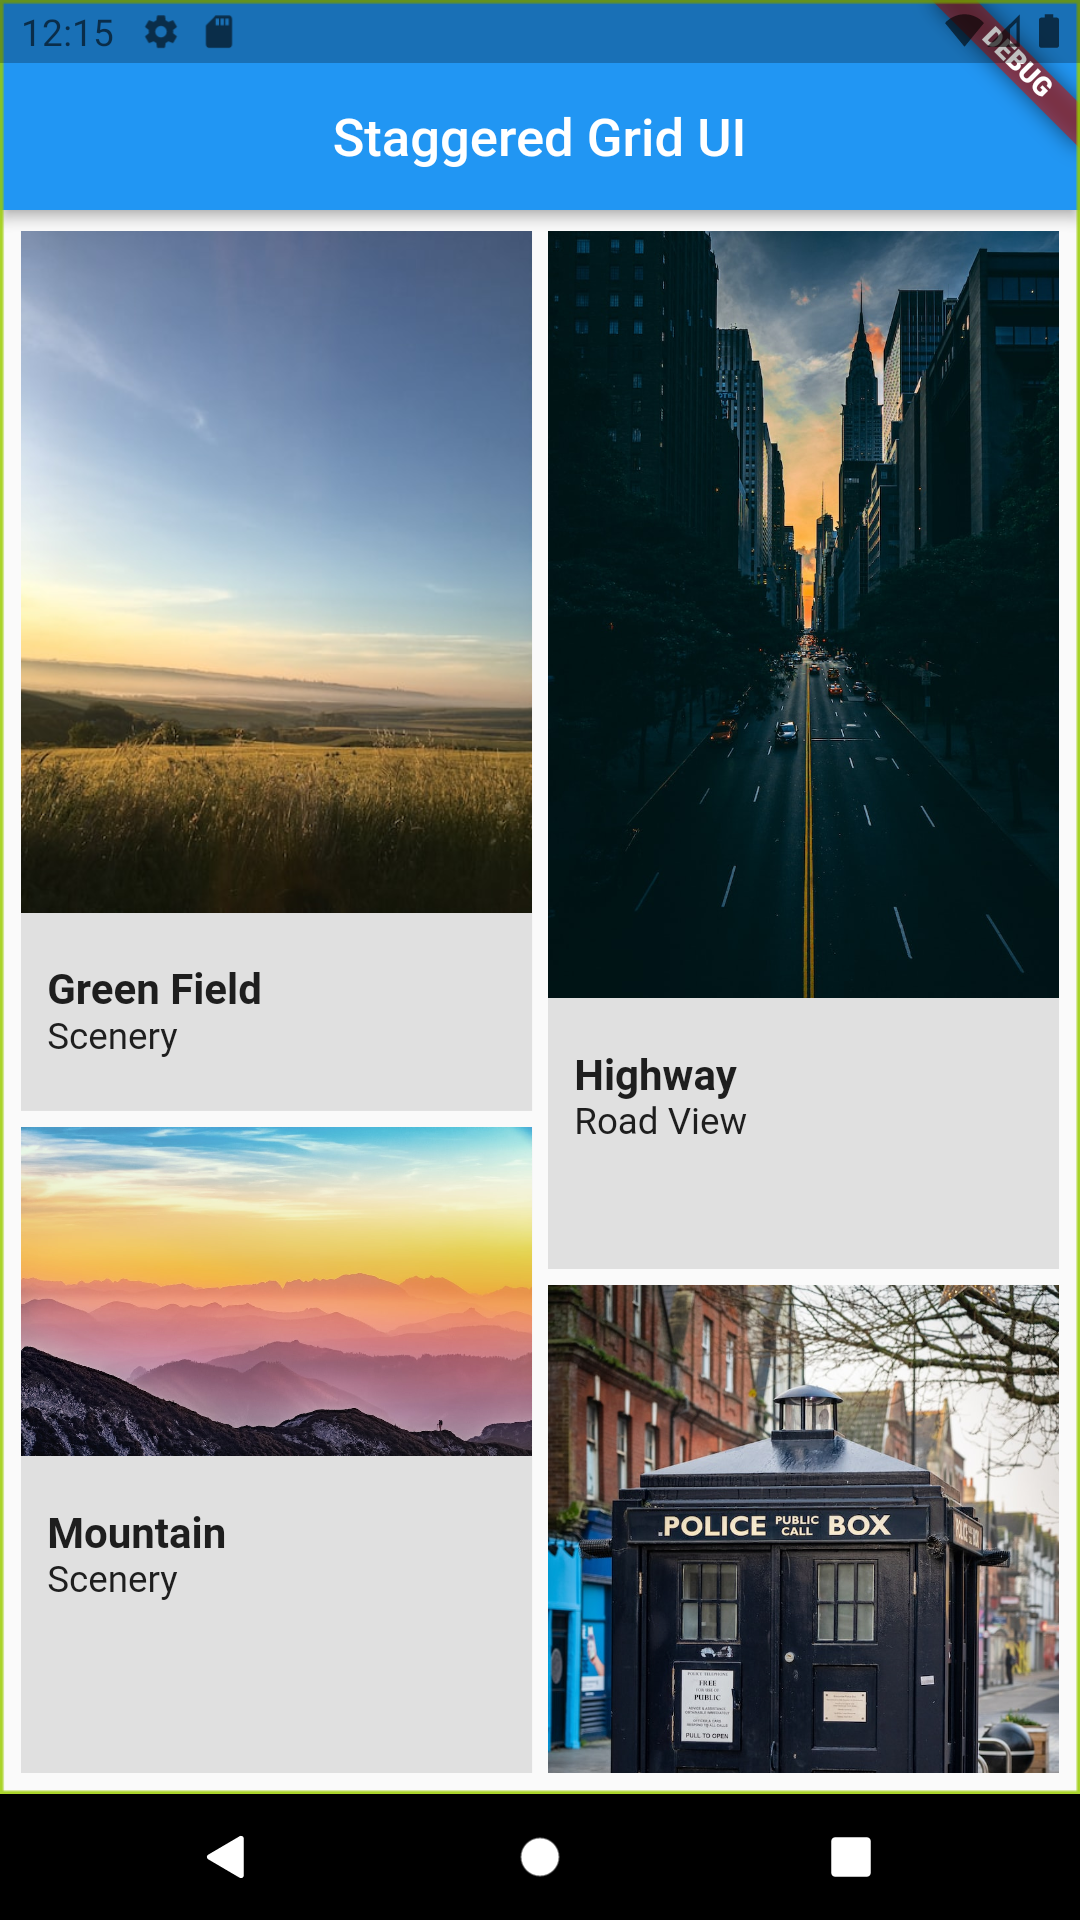 12:15
DEBUG
Staggered Grid UI
Green Field
Scenery
Highway
Road View
Mountain
Scenery
.POLICE PUBLIC CALL BOX
FREE
PUBLIC
PULL TO OPEN